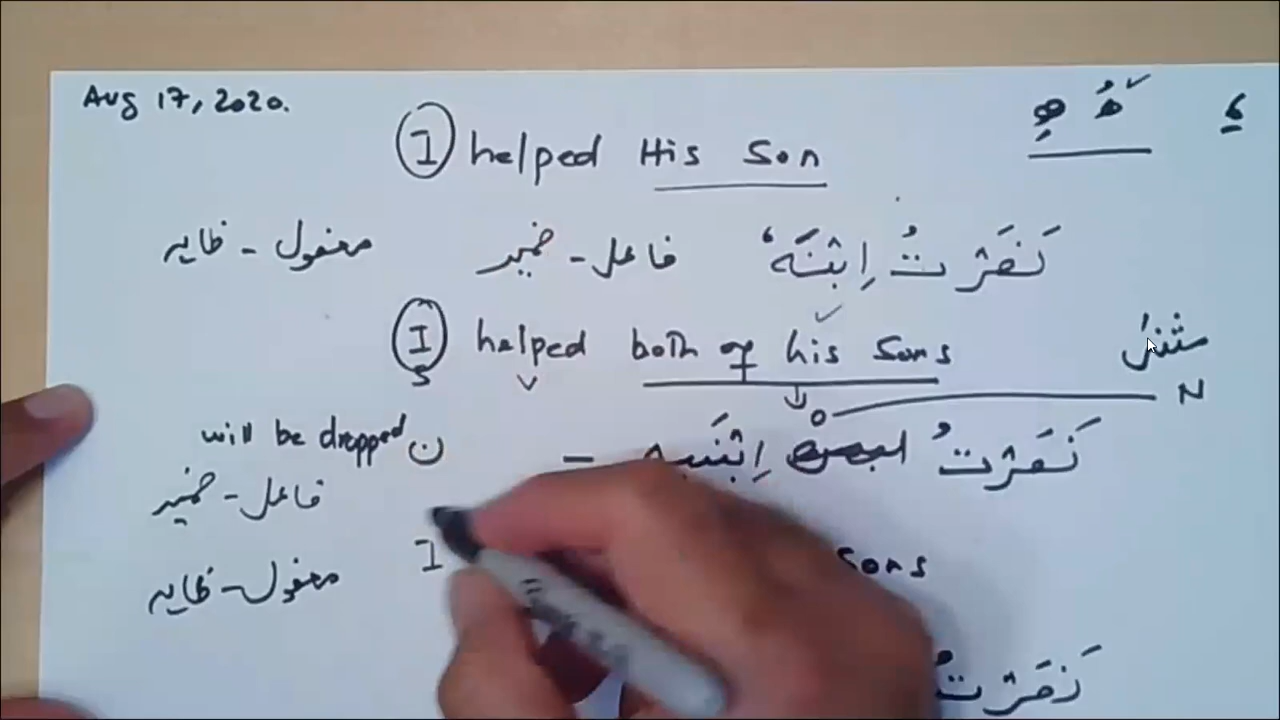 Aug 17, 2020.
I helped His Son
نَصَرْتُ اِبْنَهٗ فاعل - ضمیر مفعول - ظاہر
I helped both of his Sons
S V O
مثنیٰ
N
will be dropped ن
نَصَرْتُ اِبْنَيهِ -
فاعل - ضمیر
I Sons
مفعول - ظاہر
نَصَرْتُ